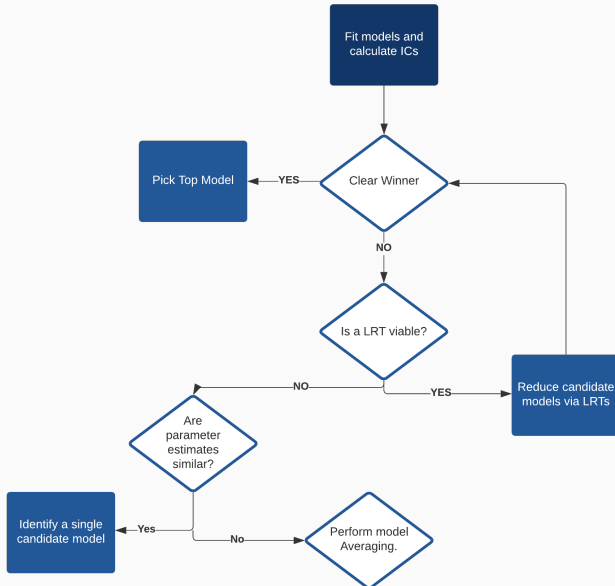 Fit models and
calculate ICs
Pick Top Model
YES
Clear Winner
NO
Is a LRT viable?
NO
YES
Reduce candidate
models via LRTs
Are
parameter
estimates
similar?
Identify a single
candidate model
Yes
No
Perform model
Averaging.